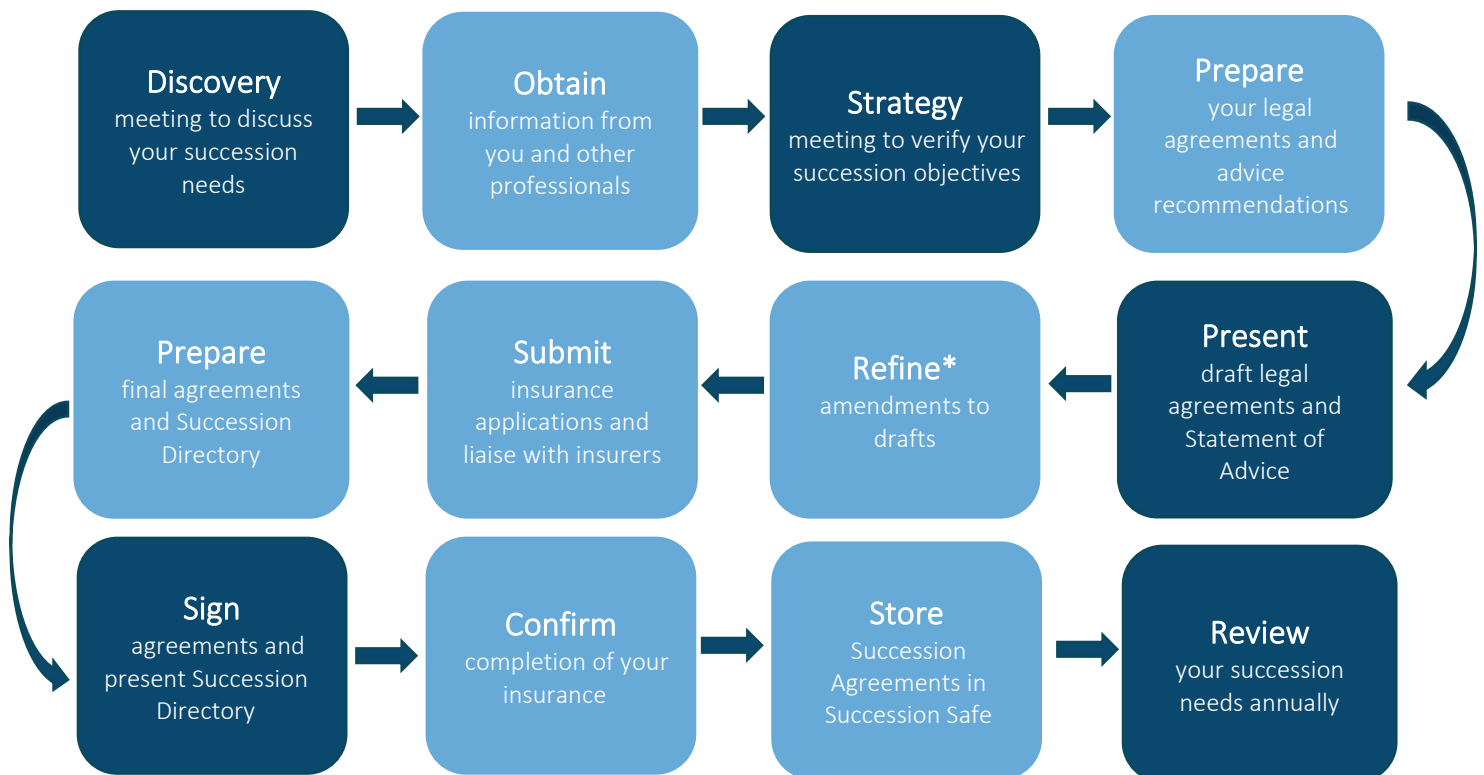 Discovery
meeting to discuss
your succession
needs
Obtain
information from
you and other
professionals
Strategy
meeting to verify your
succession objectives
Prepare
your legal
agreements and
advice
recommendations
Present
draft legal
agreements and
Statement of
Advice
Refine*
amendments to
drafts
Submit
insurance
applications and
liaise with insurers
Prepare
final agreements
and Succession
Directory
Sign
agreements and
present Succession
Directory
Confirm
completion of your
insurance
Store
Succession
Agreements in
Succession Safe
Review
your succession
needs annually